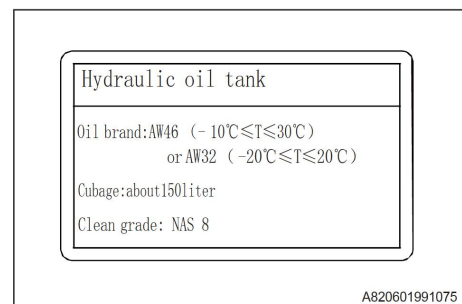 Hydraulic oil tank
Oil brand:AW46 (-10℃≤T≤30℃)
or AW32 (-20℃≤T≤20℃)
Cubage:about150liter
Clean grade: NAS 8
A820601991075